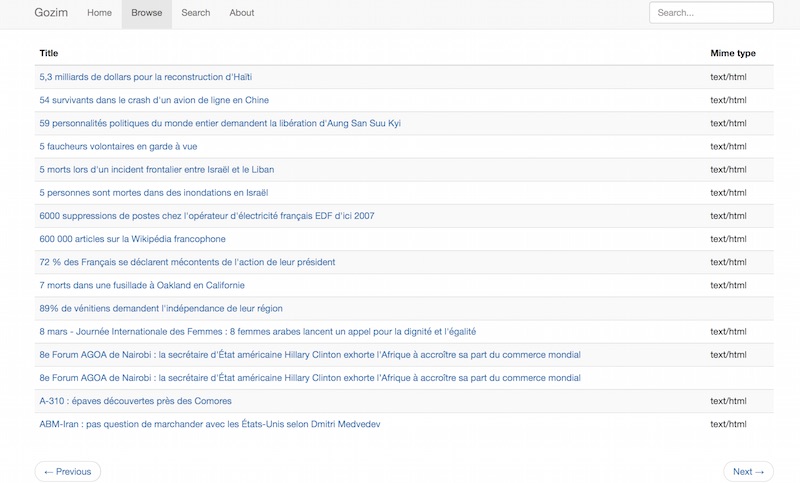 Gozim Home Browse Search About Search...
Title Mime type
5,3 milliards de dollars pour la reconstruction d'Haïti text/html
54 survivants dans le crash d'un avion de ligne en Chine text/html
59 personnalités politiques du monde entier demandent la libération d'Aung San Suu Kyi text/html
5 faucheurs volontaires en garde à vue text/html
5 morts lors d'un incident frontalier entre Israël et le Liban text/html
5 personnes sont mortes dans des inondations en Israël text/html
6000 suppressions de postes chez l'opérateur d'électricité français EDF d'ici 2007 text/html
600 000 articles sur la Wikipédia francophone text/html
72 % des Français se déclarent mécontents de l'action de leur président text/html
7 morts dans une fusillade à Oakland en Californie text/html
89% de vénitiens demandent l'indépendance de leur région
8 mars - Journée Internationale des Femmes : 8 femmes arabes lancent un appel pour la dignité et l'égalité text/html
8e Forum AGOA de Nairobi : la secrétaire d'État américaine Hillary Clinton exhorte l'Afrique à accroître sa part du commerce mondial text/html
8e Forum AGOA de Nairobi : la secrétaire d'État américaine Hillary Clinton exhorte l'Afrique à accroître sa part du commerce mondial
A-310 : épaves découvertes près des Comores text/html
ABM-Iran : pas question de marchander avec les États-Unis selon Dmitri Medvedev text/html
← Previous Next →